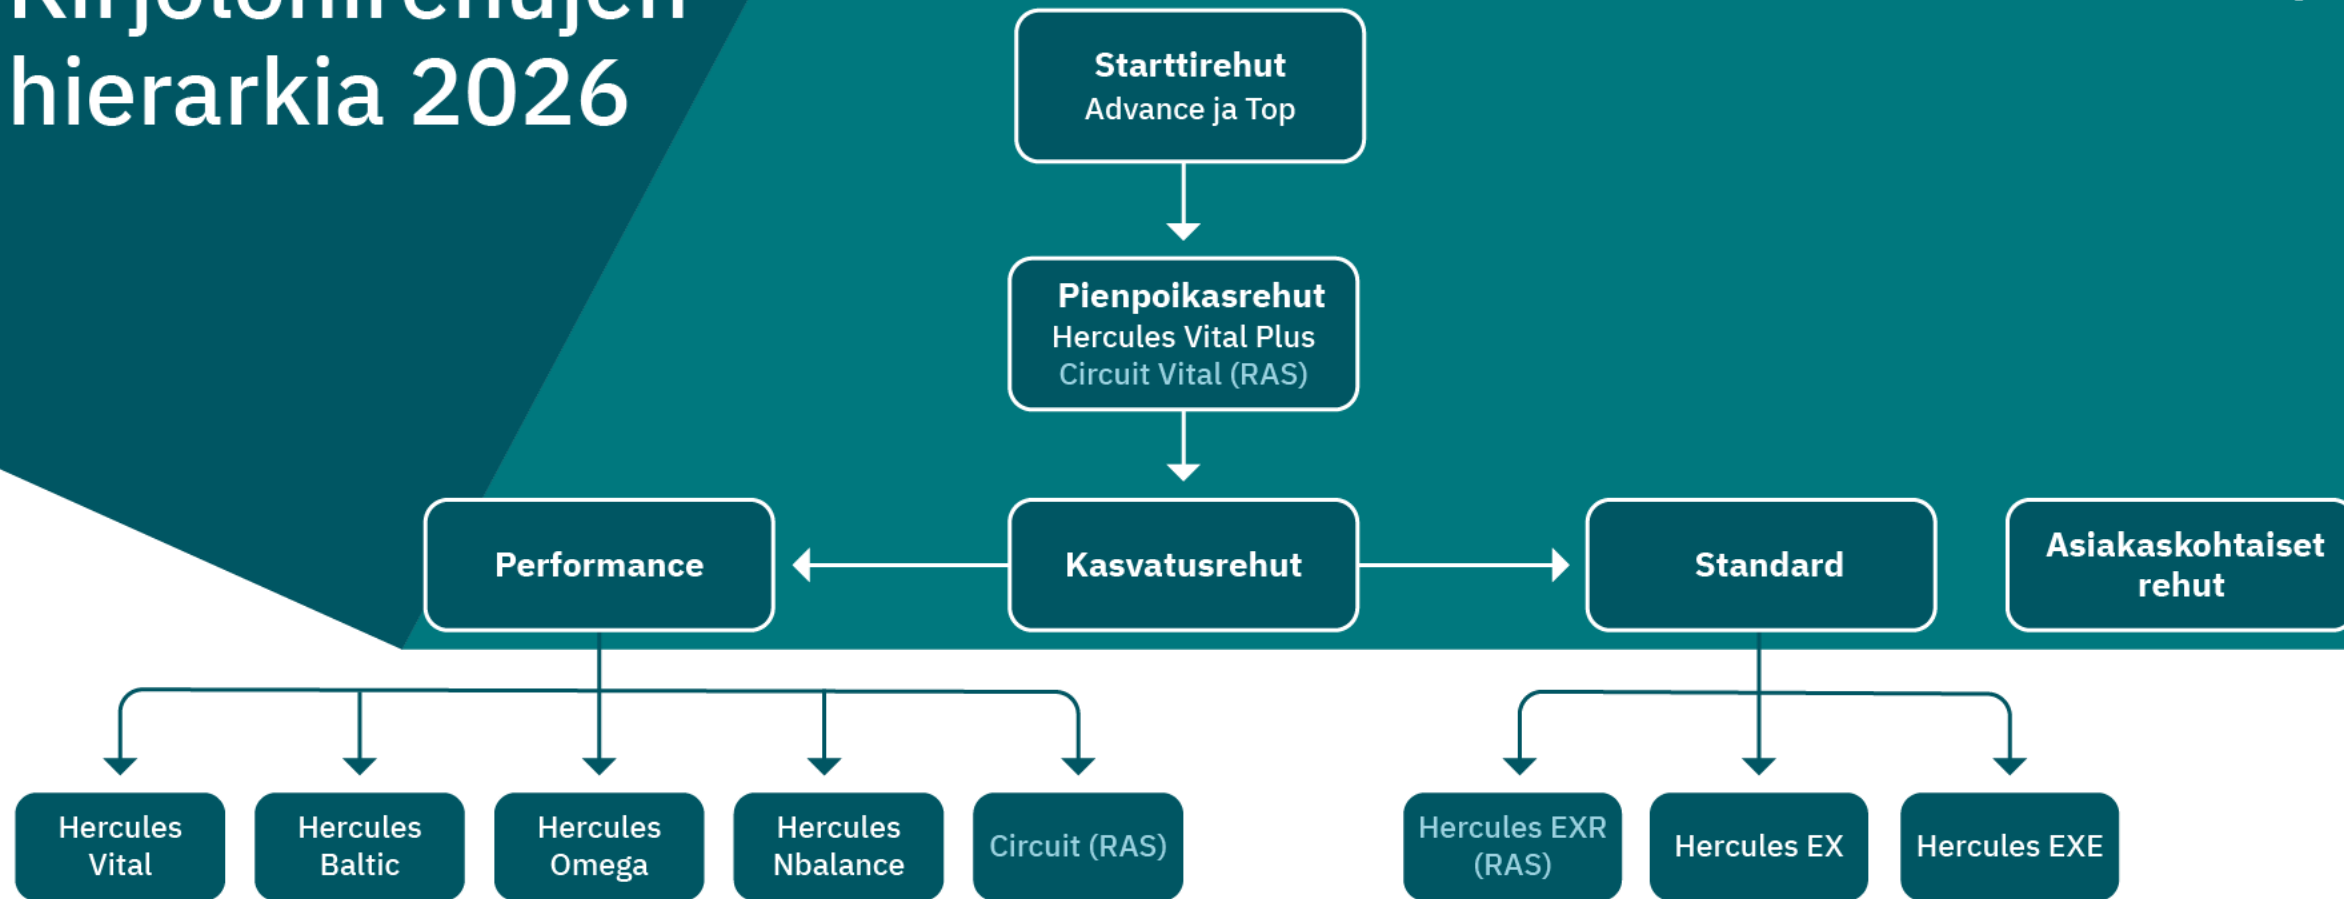 Kirjolohirehujen
hierarkia 2026
Starttirehut
Advance ja Top
Pienpoikasrehut
Hercules Vital Plus
Circuit Vital (RAS)
Performance
Kasvatusrehut
Standard
Asiakaskohtaiset
rehut
Hercules
Vital
Hercules
Baltic
Hercules
Omega
Hercules
Nbalance
Circuit (RAS)
Hercules EXR
(RAS)
Hercules EX
Hercules EXE